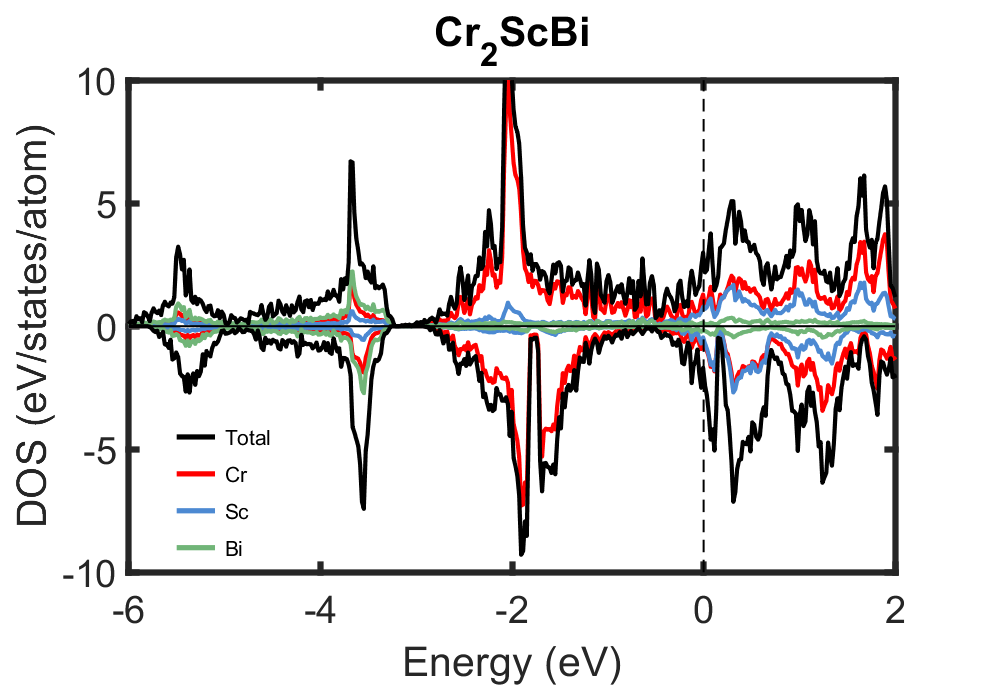 Cr2ScBi
DOS (eV/states/atom)
10
5
0
-5
-10
Total
Cr
Sc
Bi
-6 -4 -2 0 2
Energy (eV)